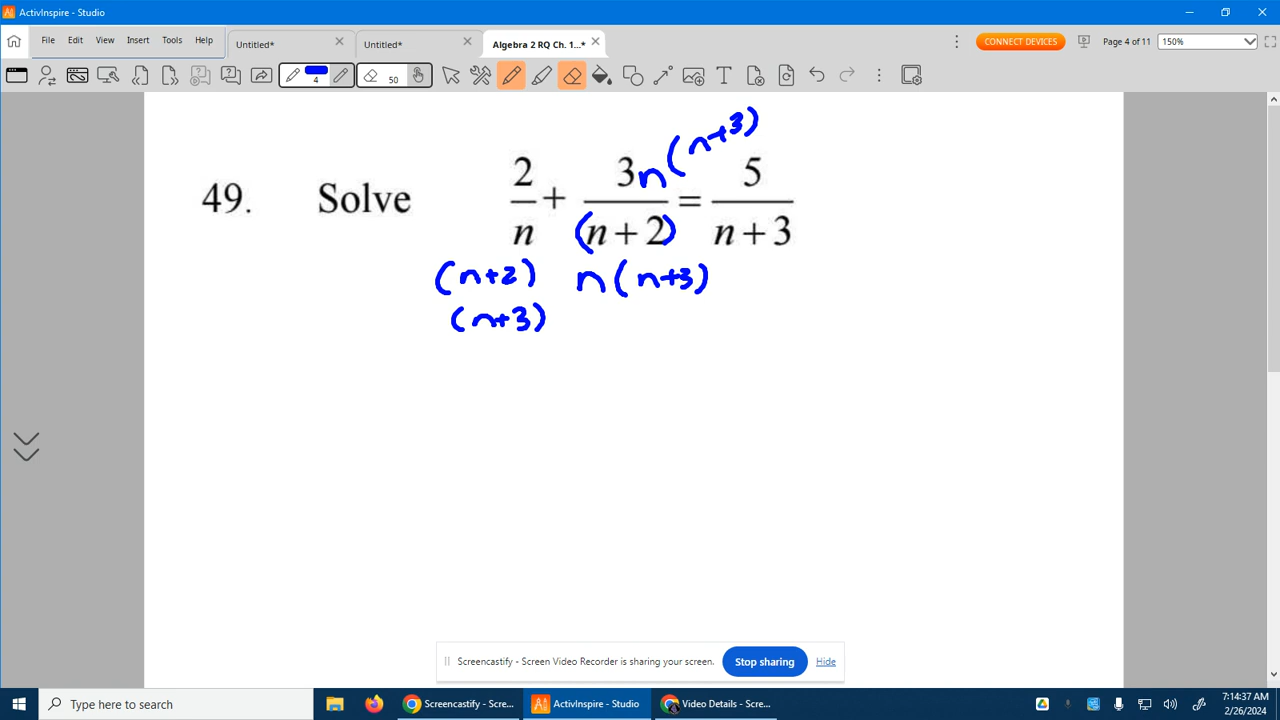 ActivInspire - Studio
File Edit View Insert Tools Help
Untitled* Untitled* Algebra 2 RQ Ch. 1...*
CONNECT DEVICES Page 4 of 11 150%
4 50
49. Solve 2/n + 3n(n+3)/(n + 2) = 5/n + 3
(n+2) n(n+3)
(n+3)
Screencastify - Screen Video Recorder is sharing your screen. Stop sharing Hide
Type here to search Screencastify - Scre... ActivInspire - Studio Video Details - Scre...
7:14:37 AM
2/26/2024